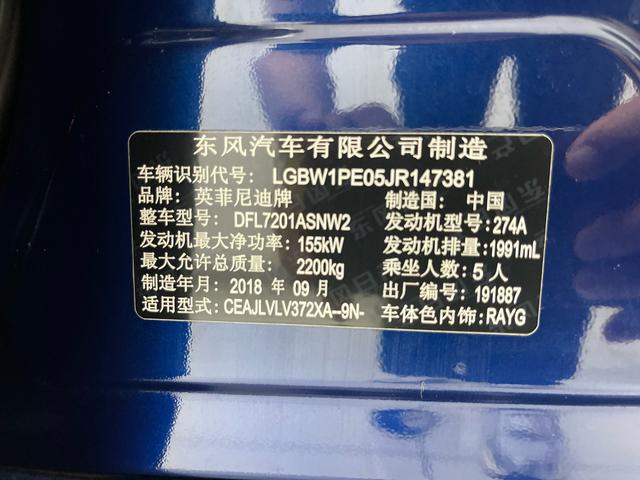 东风汽车有限公司制造
车辆识别代号: LGBW1PE05JR147381
品牌: 英菲尼迪牌 制造国: 中国
整车型号: DFL7201ASNW2 发动机型号: 274A
发动机最大净功率: 155kW 发动机排量: 1991mL
最大允许总质量: 2200kg 乘坐人数: 5 人
制造年月: 2018 年 09 月 出厂编号: 191887
适用型式: CEAJLVLV372XA-9N- 车体色内饰: RAYG